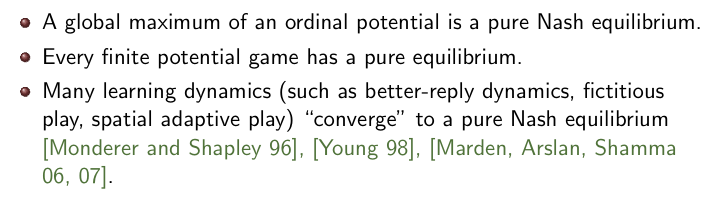 A global maximum of an ordinal potential is a pure Nash equilibrium.
Every finite potential game has a pure equilibrium.
Many learning dynamics (such as better-reply dynamics, fictitious
play, spatial adaptive play) “converge” to a pure Nash equilibrium
[Monderer and Shapley 96], [Young 98], [Marden, Arslan, Shamma
06, 07].